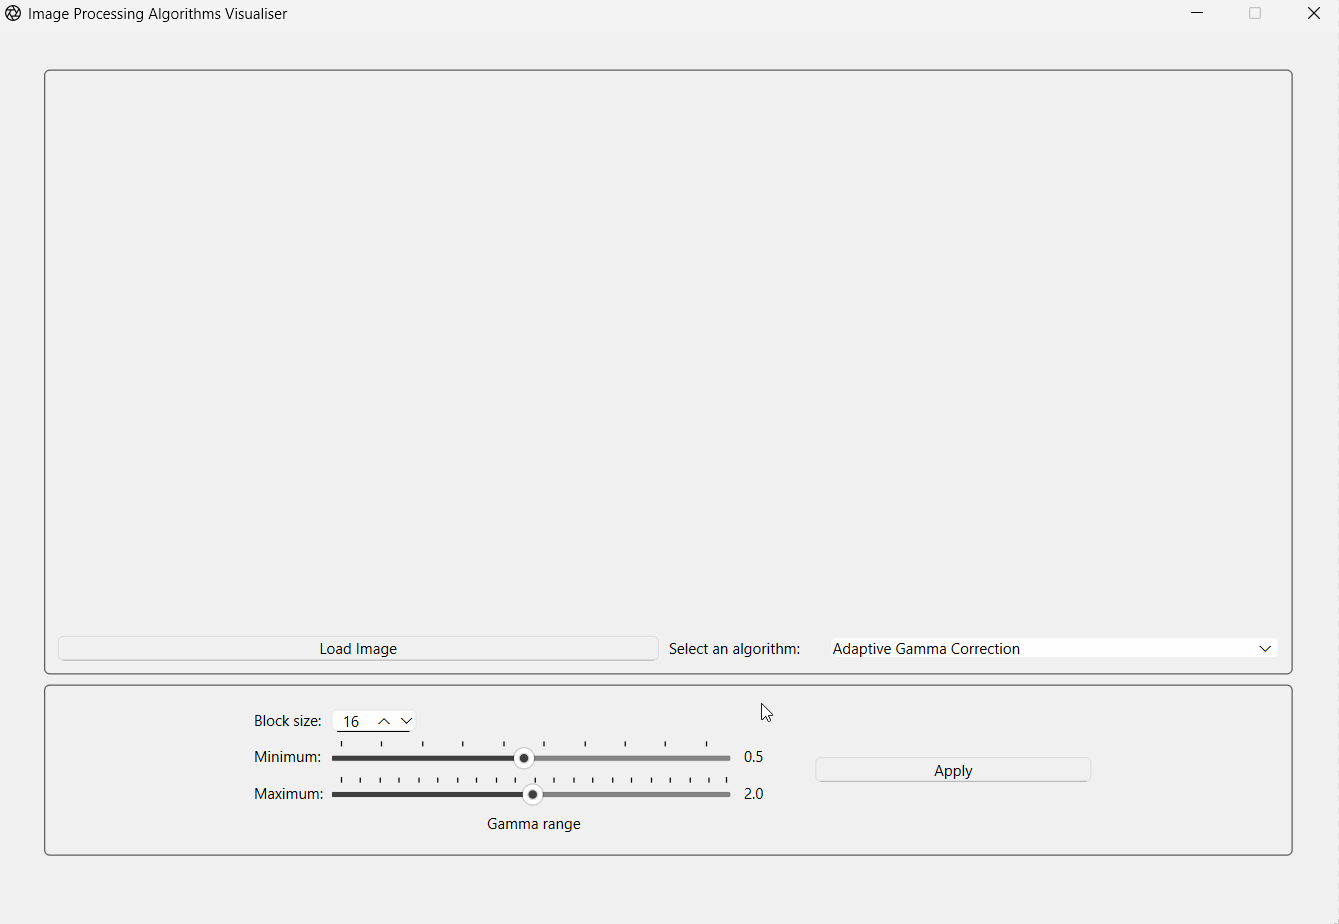 Image Processing Algorithms Visualiser
Load Image
Select an algorithm:
Adaptive Gamma Correction
Block size: 16
Minimum: 0.5
Apply
Maximum: 2.0
Gamma range